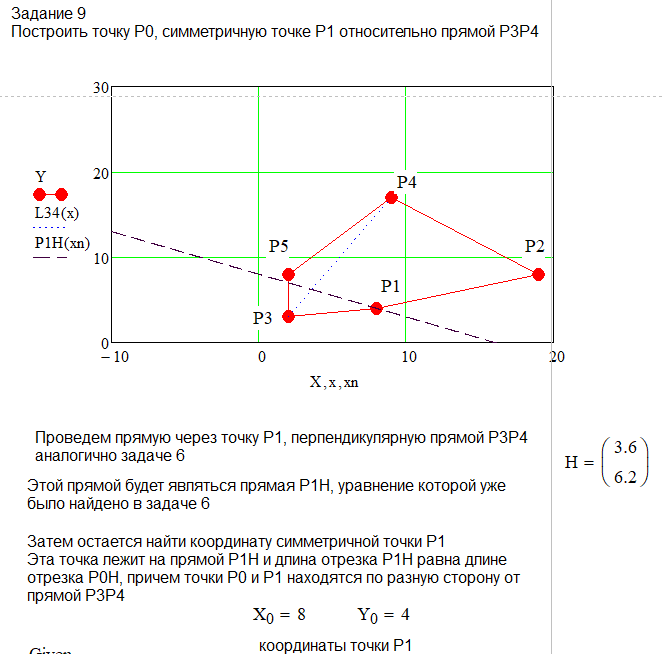 Задание 9
Построить точку P0, симметричную точке P1 относительно прямой P3P4
30
20
10
0
−10
0
10
20
Y
L34(x)
P1H(xn)
P4
P5
P2
P1
P3
X,x,xn
Проведем прямую через точку P1, перпендикулярную прямой P3P4
аналогично задаче 6
H = (3.6
6.2)
Этой прямой будет являться прямая P1H, уравнение которой уже
было найдено в задаче 6
Затем остается найти координату симметричной точки P1
Эта точка лежит на прямой P1H и длина отрезка P1H равна длине
отрезка P0H, причем точки P0 и P1 находятся по разную сторону от
прямой P3P4
X0 = 8 Y0 = 4
координаты точки P1
Given